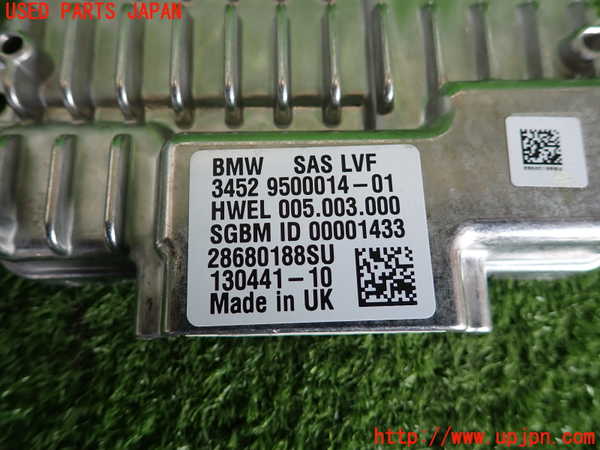 USED PARTS JAPAN
BMW SAS LVF
3452 9500014-01
HWEL 005.003.000
SGBM ID 00001433
28680188SU
130441-10
Made in UK
http://www.upjpn.com/